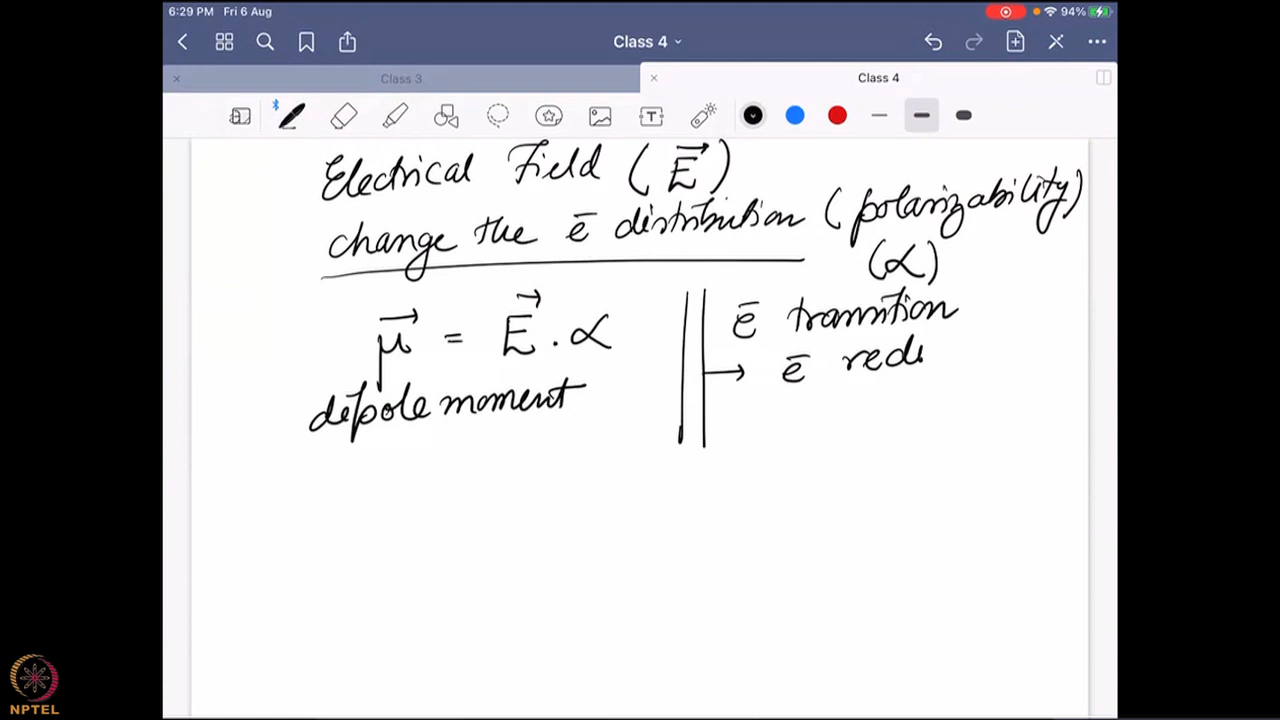 6:29 PM Fri 6 Aug
94%
Class 4
Class 3
Class 4
T
Electrical Field (E⃗)
change the ē distribution (polarizability)
(α)
μ⃗ = E⃗ . α
depole moment
ē transition
→ ē redi
NPTEL